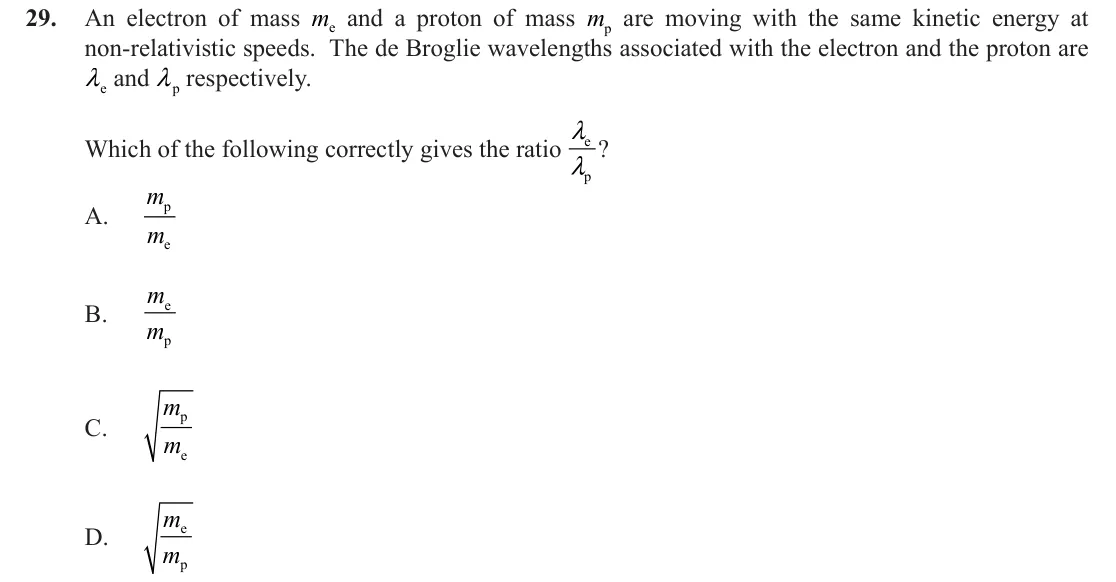 29. An electron of mass mₑ and a proton of mass mₚ are moving with the same kinetic energy at
non-relativistic speeds. The de Broglie wavelengths associated with the electron and the proton are
λₑ and λₚ respectively.
Which of the following correctly gives the ratio λₑ/λₚ?
A. mₚ/mₑ
B. mₑ/mₚ
C. √(mₚ/mₑ)
D. √(mₑ/mₚ)